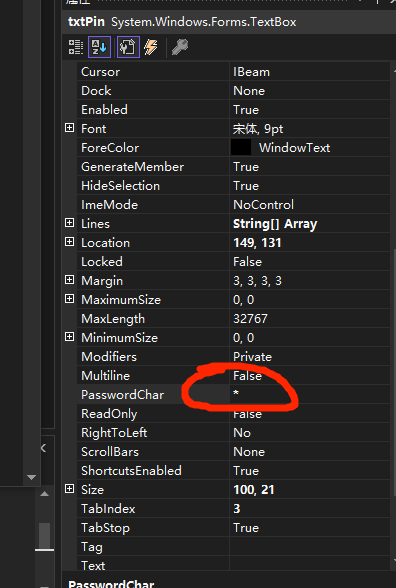 txtPin System.Windows.Forms.TextBox
Cursor IBeam
Dock None
Enabled True
Font 宋体, 9pt
ForeColor WindowText
GenerateMember True
HideSelection True
ImeMode NoControl
Lines String[] Array
Location 149, 131
Locked False
Margin 3, 3, 3, 3
MaximumSize 0, 0
MaxLength 32767
MinimumSize 0, 0
Modifiers Private
Multiline False
PasswordChar *
ReadOnly False
RightToLeft No
ScrollBars None
ShortcutsEnabled True
Size 100, 21
TabIndex 3
TabStop True
Tag
Text
PasswordChar